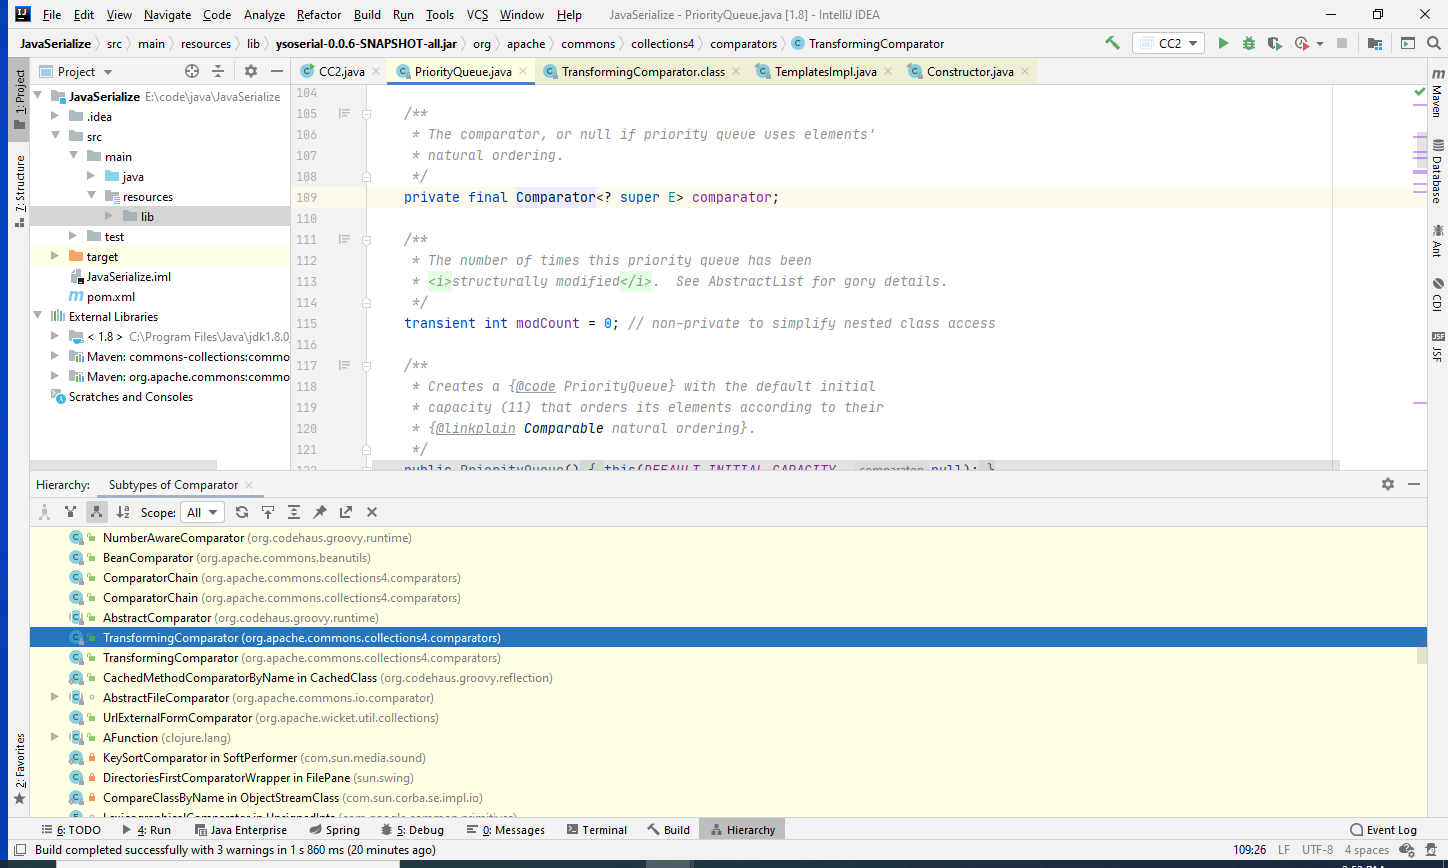 File Edit View Navigate Code Analyze Refactor Build Run Tools VCS Window Help JavaSerialize - PriorityQueue.java [1.8] - IntelliJ IDEA
JavaSerialize src main resources lib ysoserial-0.0.6-SNAPSHOT-all.jar org apache commons collections4 comparators TransformingComparator CC2
1: Project
7: Structure
2: Favorites
Project
JavaSerialize E:\code\java\JavaSerialize
.idea
src
main
java
resources
lib
test
target
JavaSerialize.iml
pom.xml
External Libraries
< 1.8 > C:\Program Files\Java\jdk1.8.0_
Maven: commons-collections:commo
Maven: org.apache.commons:commo
Scratches and Consoles
CC2.java PriorityQueue.java TransformingComparator.class TemplatesImpl.java Constructor.java
104
105 /**
106 * The comparator, or null if priority queue uses elements'
107 * natural ordering.
108 */
109 private final Comparator<? super E> comparator;
110
111 /**
112 * The number of times this priority queue has been
113 * <i>structurally modified</i>.  See AbstractList for gory details.
114 */
115 transient int modCount = 0; // non-private to simplify nested class access
116
117 /**
118 * Creates a {@code PriorityQueue} with the default initial
119 * capacity (11) that orders its elements according to their
120 * {@linkplain Comparable natural ordering}.
121 */
122 public PriorityQueue() { this(DEFAULT_INITIAL_CAPACITY, comparator: null); }
Maven
Database
Ant
CDI
JSF
Hierarchy: Subtypes of Comparator
Scope: All
NumberAwareComparator (org.codehaus.groovy.runtime)
BeanComparator (org.apache.commons.beanutils)
ComparatorChain (org.apache.commons.collections4.comparators)
ComparatorChain (org.apache.commons.collections4.comparators)
AbstractComparator (org.codehaus.groovy.runtime)
TransformingComparator (org.apache.commons.collections4.comparators)
TransformingComparator (org.apache.commons.collections4.comparators)
CachedMethodComparatorByName in CachedClass (org.codehaus.groovy.reflection)
AbstractFileComparator (org.apache.commons.io.comparator)
UrlExternalFormComparator (org.apache.wicket.util.collections)
AFunction (clojure.lang)
KeySortComparator in SoftPerformer (com.sun.media.sound)
DirectoriesFirstComparatorWrapper in FilePane (sun.swing)
CompareClassByName in ObjectStreamClass (com.sun.corba.se.impl.io)
LexicographicalComparator in UnsignedInts (com.google.common.primitives)
6: TODO 4: Run Java Enterprise Spring 5: Debug 0: Messages Terminal Build Hierarchy Event Log
Build completed successfully with 3 warnings in 1 s 860 ms (20 minutes ago) 109:26 LF UTF-8 4 spaces